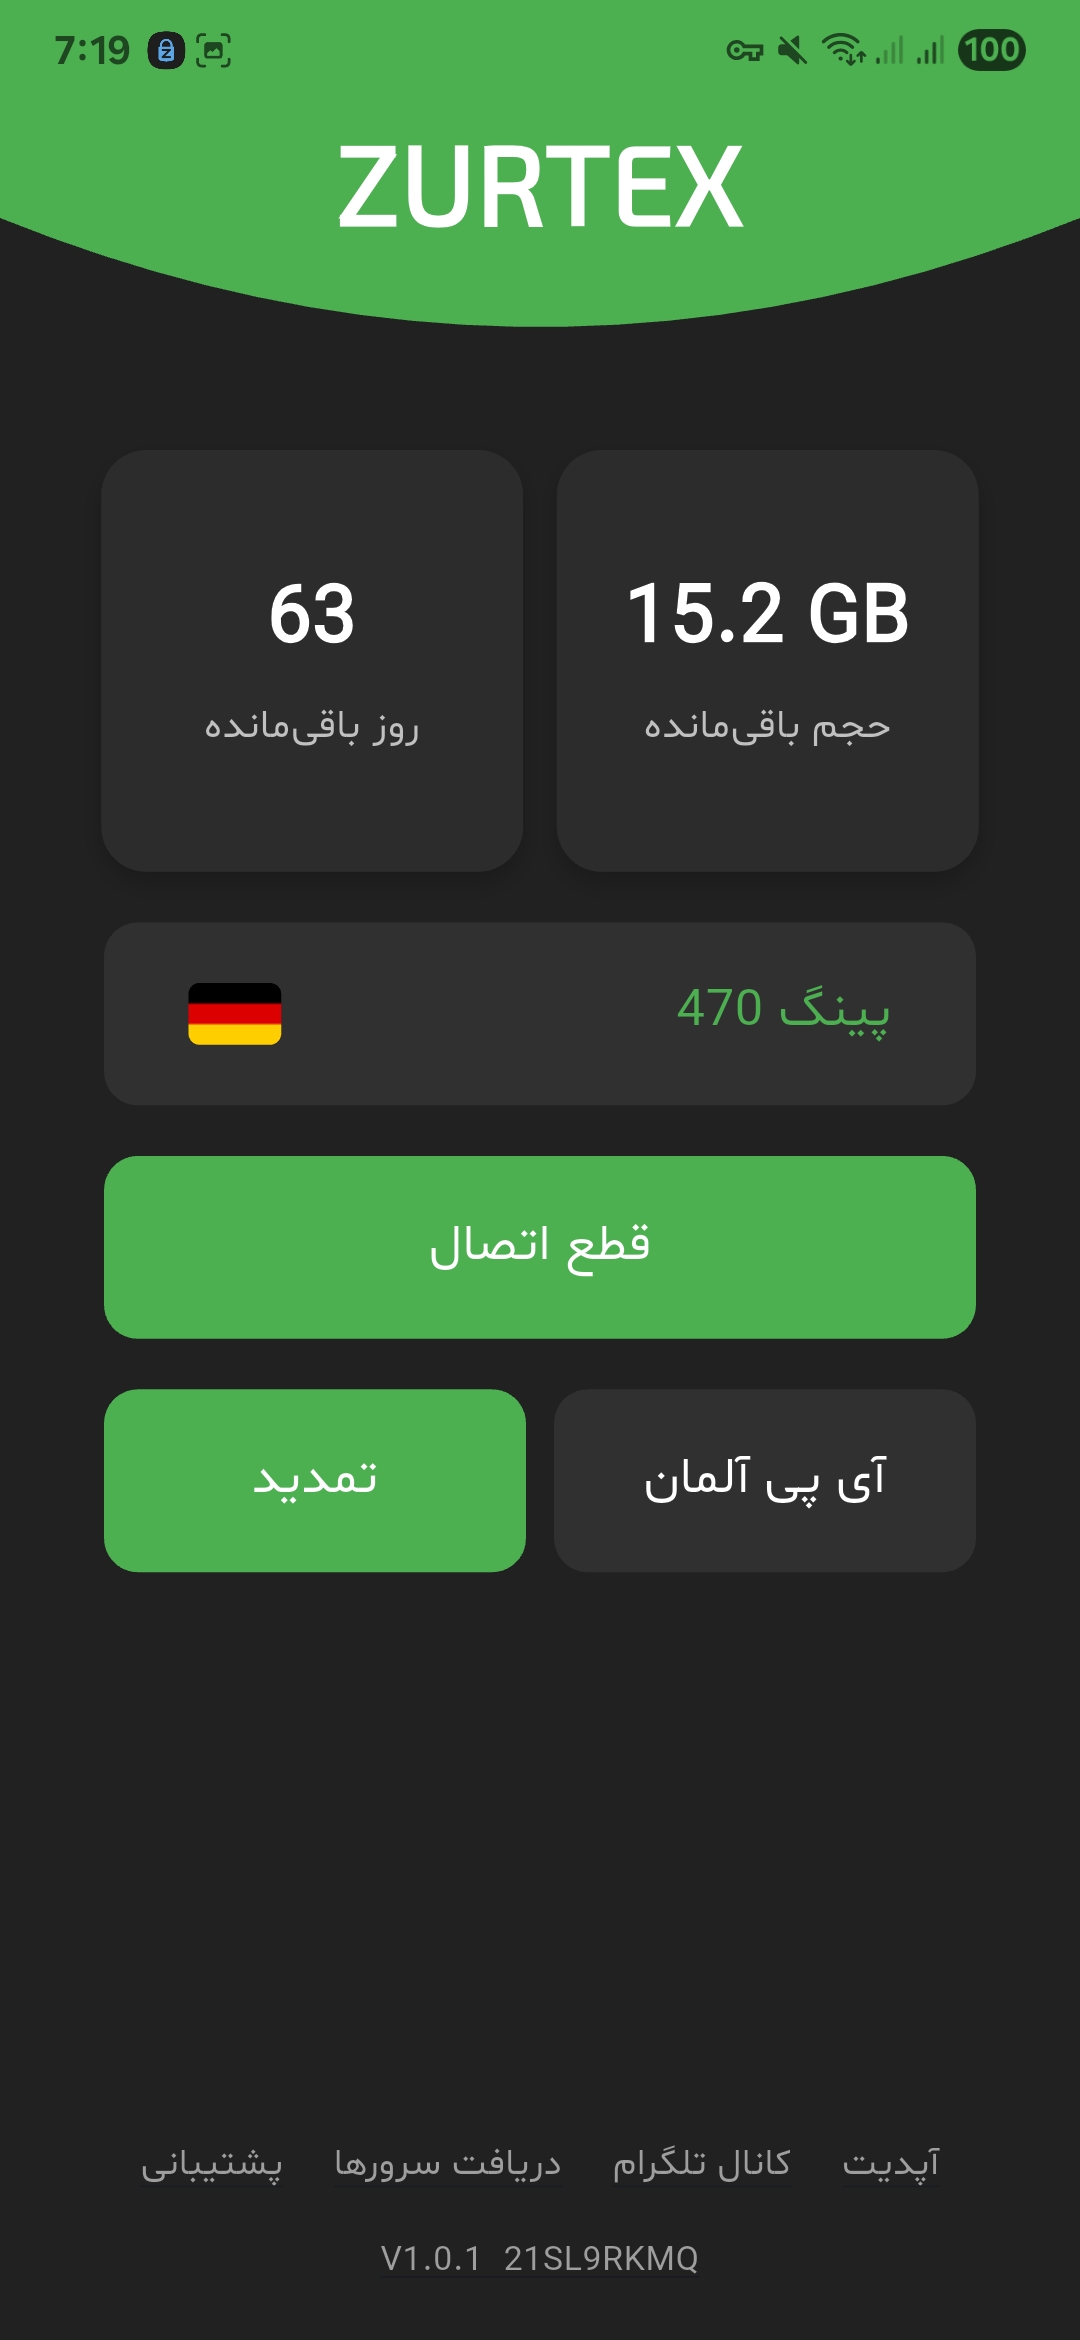 7:19
100
ZURTEX
15.2 GB
حجم باقی‌مانده
63
روز باقی‌مانده
پینگ 470
قطع اتصال
آی پی آلمان
تمدید
آپدیت
کانال تلگرام
دریافت سرورها
پشتیبانی
V1.0.1 21SL9RKMQ